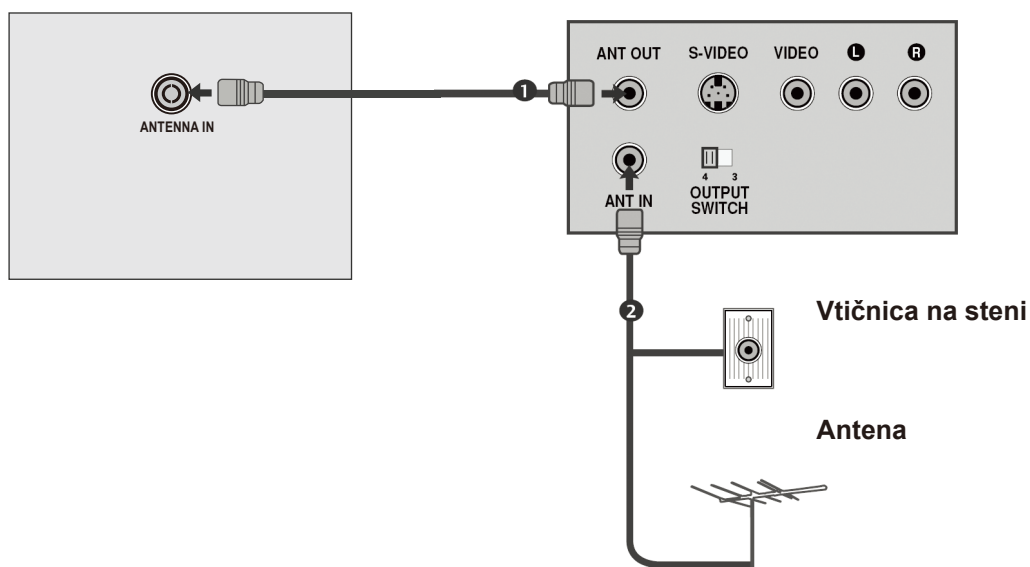 ANT OUT S-VIDEO VIDEO L R
1
ANTENNA IN
4 3
ANT IN
OUTPUT
SWITCH
2
Vtičnica na steni
Antena